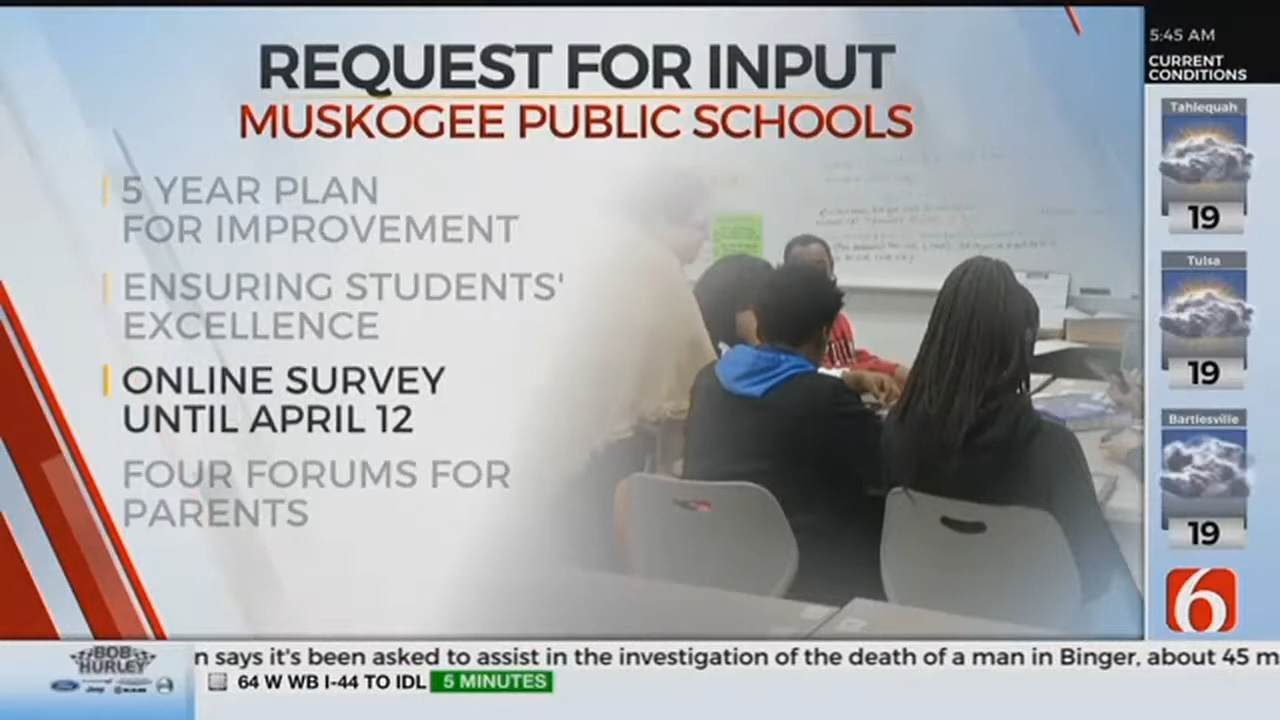 REQUEST FOR INPUT
MUSKOGEE PUBLIC SCHOOLS
5 YEAR PLAN
FOR IMPROVEMENT
ENSURING STUDENTS'
EXCELLENCE
ONLINE SURVEY
UNTIL APRIL 12
FOUR FORUMS FOR
PARENTS
5:45 AM
CURRENT
CONDITIONS
Tahlequah
19
Tulsa
19
Bartlesville
19
6
BOB
HURLEY
Ford
Jeep
RAM
n says it's been asked to assist in the investigation of the death of a man in Binger, about 45 m
64 W WB I-44 TO IDL 5 MINUTES